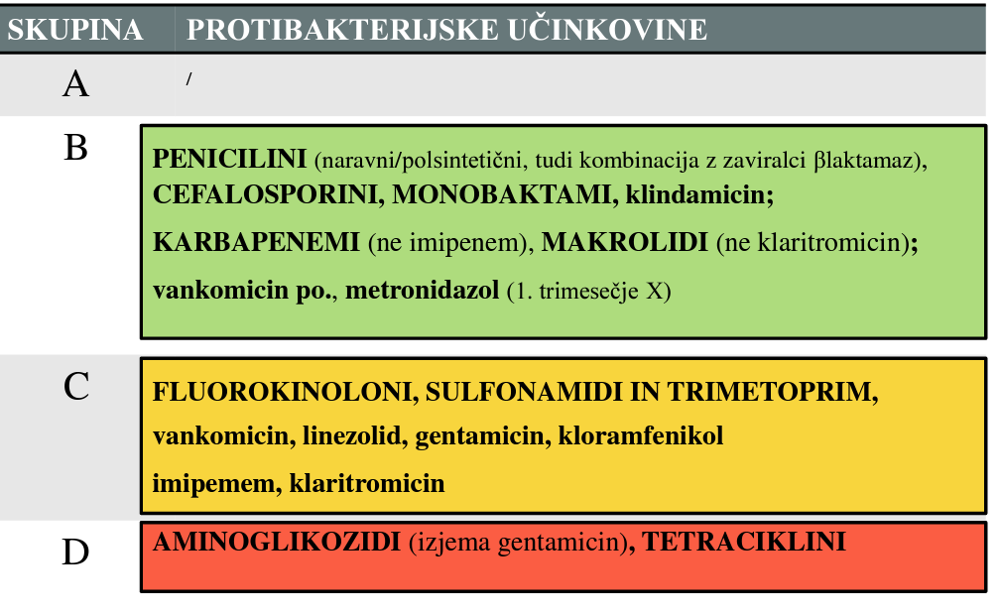 SKUPINA PROTIBAKTERIJSKE UČINKOVINE
A /
B
PENICILINI (naravni/polsintetični, tudi kombinacija z zaviralci βlaktamaz),
CEFALOSPORINI, MONOBAKTAMI, klindamicin;
KARBAPENEMI (ne imipenem), MAKROLIDI (ne klaritromicin);
vankomicin po., metronidazol (1. trimesečje X)
C
FLUOROKINOLONI, SULFONAMIDI IN TRIMETOPRIM,
vankomicin, linezolid, gentamicin, kloramfenikol
imipemem, klaritromicin
D
AMINOGLIKOZIDI (izjema gentamicin), TETRACIKLINI